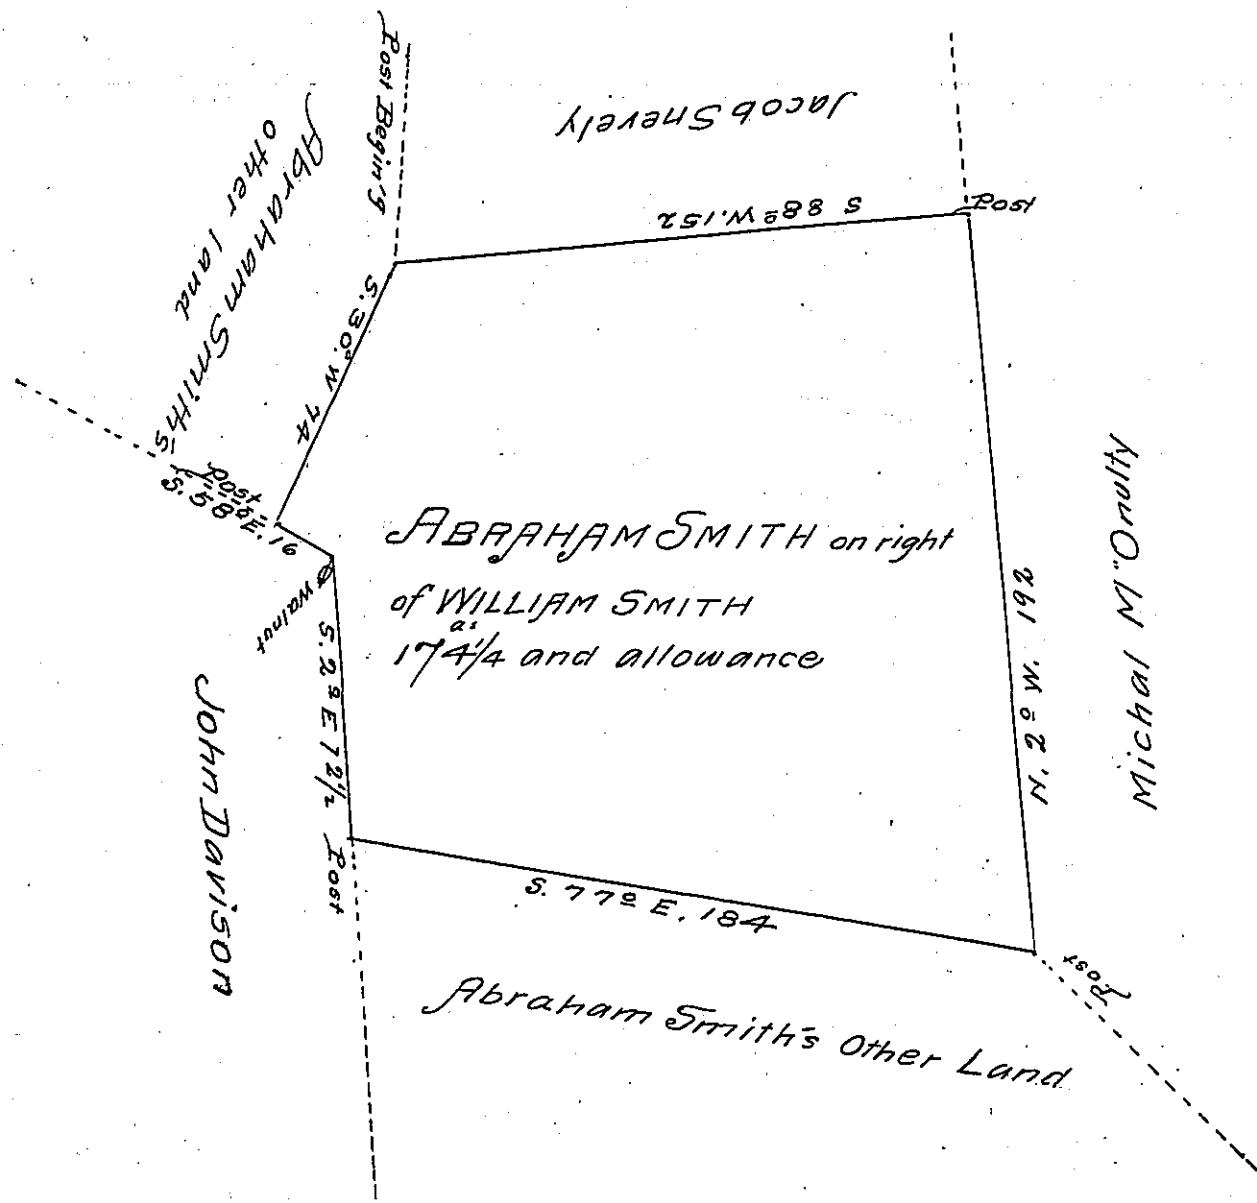 Post Begin'g
Jacob Snevely
Abraham Smith's
other land
S 88° W. 152
Post
S. 30° W 74
Post
S. 58° E. 16
Walnut
ABRAHAM SMITH on right
of WILLIAM SMITH
174 as 1/4 and allowance
N. 2° W. 192
Michal M."Onulty
S. 2° E 72 1/2
Post
John Davison
S. 77° E. 184
Post
Abraham Smith's Other Land